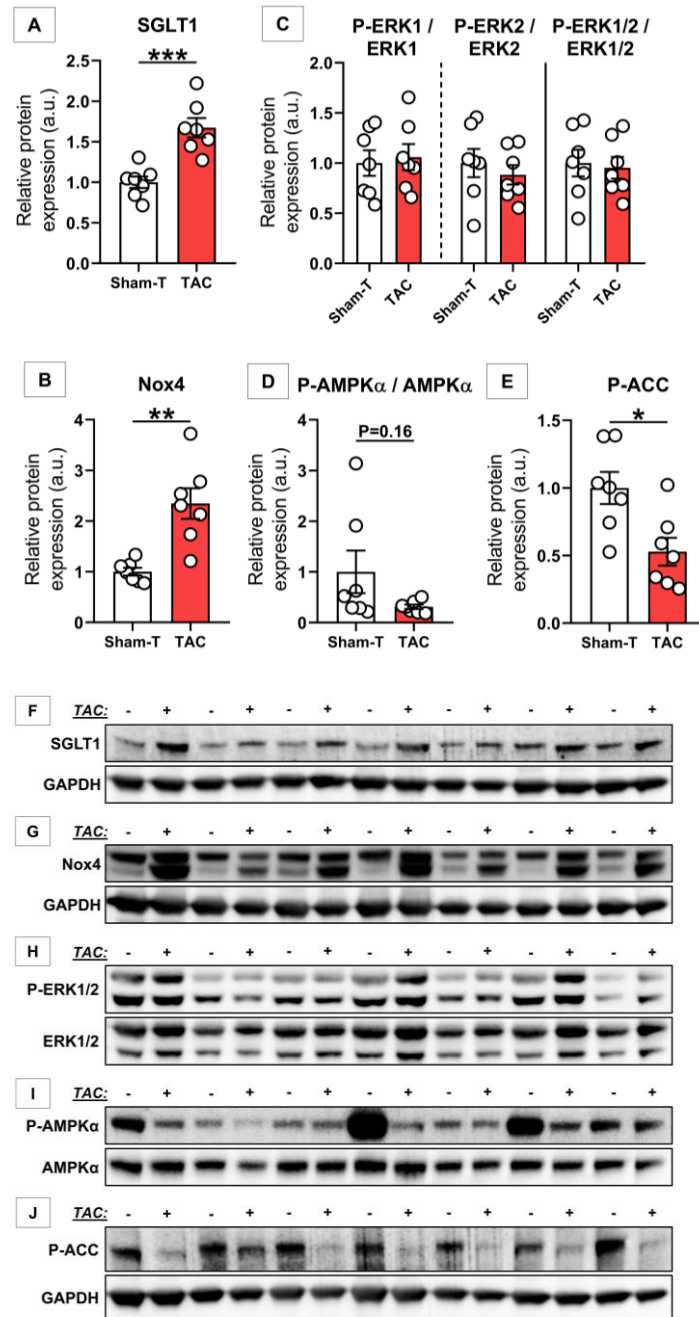 A
SGLT1
***
Relative protein
expression (a.u.)
2.5
2.0
1.5
1.0
0.5
0.0
Sham-T
TAC
C
P-ERK1 /
ERK1
P-ERK2 /
ERK2
P-ERK1/2 /
ERK1/2
Relative protein
expression (a.u.)
2.0
1.5
1.0
0.5
0.0
Sham-T
TAC
Sham-T
TAC
Sham-T
TAC
B
Nox4
**
Relative protein
expression (a.u.)
4
3
2
1
0
Sham-T
TAC
D
P-AMPKα / AMPKα
P=0.16
Relative protein
expression (a.u.)
4
3
2
1
0
Sham-T
TAC
E
P-ACC
*
Relative protein
expression (a.u.)
1.5
1.0
0.5
0.0
Sham-T
TAC
F
TAC: - + - + - + - + - + - + - +
SGLT1
GAPDH
G
TAC: - + - + - + - + - + - + - +
Nox4
GAPDH
H
TAC: - + - + - + - + - + - + - +
P-ERK1/2
ERK1/2
I
TAC: - + - + - + - + - + - + - +
P-AMPKα
AMPKα
J
TAC: - + - + - + - + - + - + - +
P-ACC
GAPDH